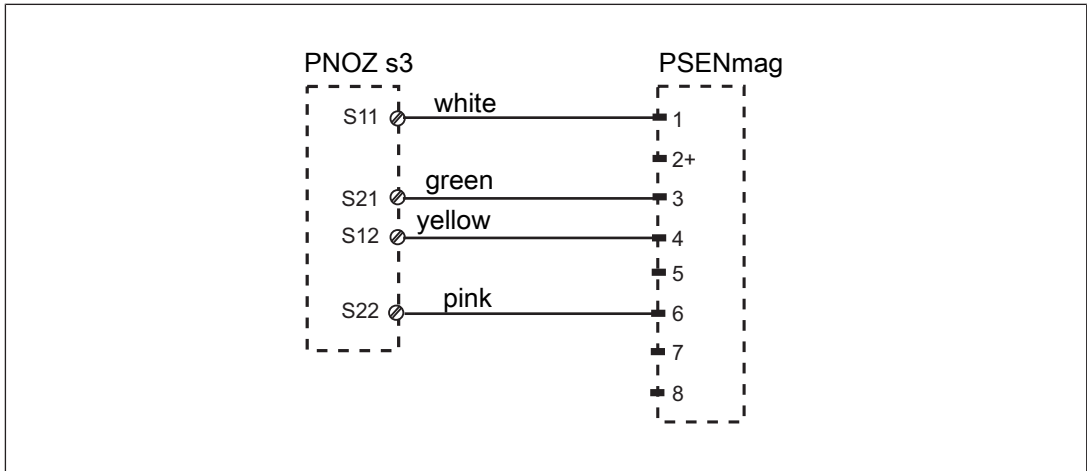 PNOZ s3
PSENmag
S11
white
1
2+
S21
green
3
S12
yellow
4
5
S22
pink
6
7
8